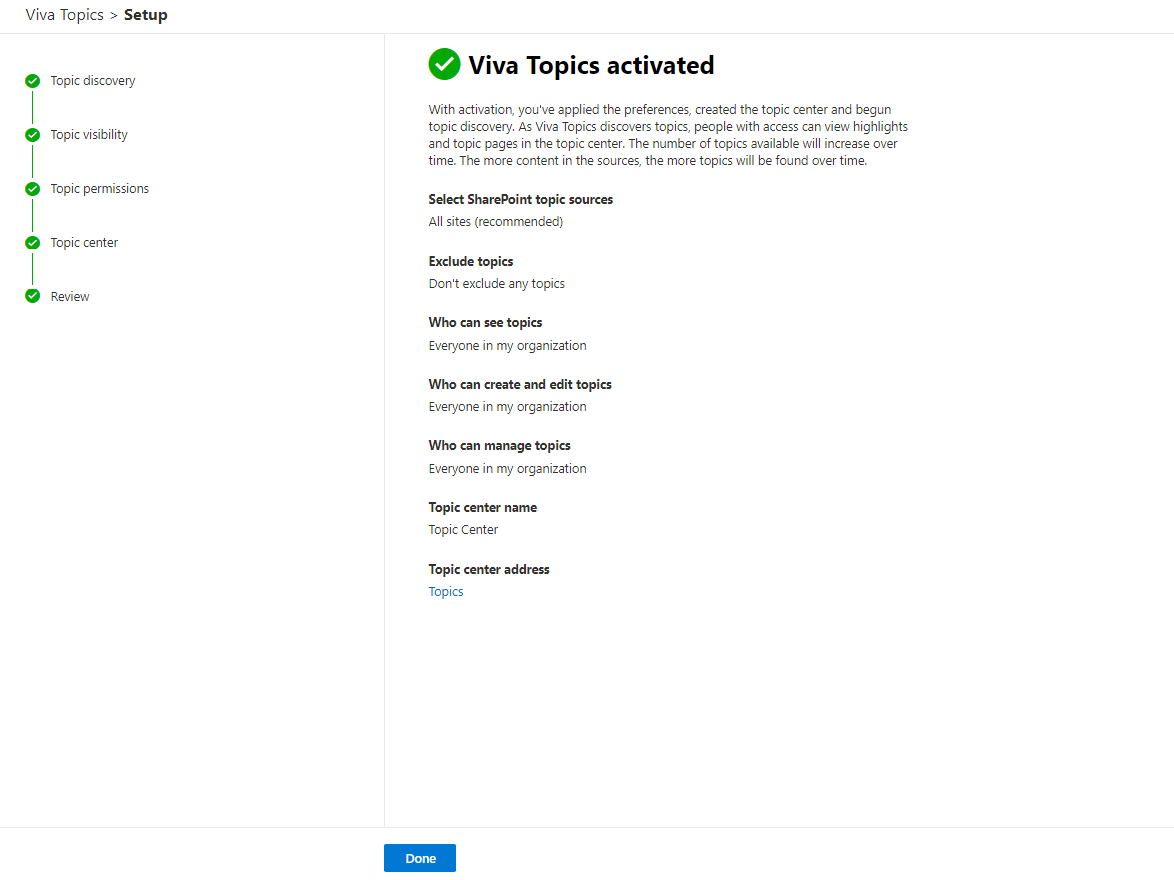 Viva Topics > Setup
Topic discovery
Topic visibility
Topic permissions
Topic center
Review
Viva Topics activated
With activation, you've applied the preferences, created the topic center and begun
topic discovery. As Viva Topics discovers topics, people with access can view highlights
and topic pages in the topic center. The number of topics available will increase over
time. The more content in the sources, the more topics will be found over time.
Select SharePoint topic sources
All sites (recommended)
Exclude topics
Don't exclude any topics
Who can see topics
Everyone in my organization
Who can create and edit topics
Everyone in my organization
Who can manage topics
Everyone in my organization
Topic center name
Topic Center
Topic center address
Topics
Done